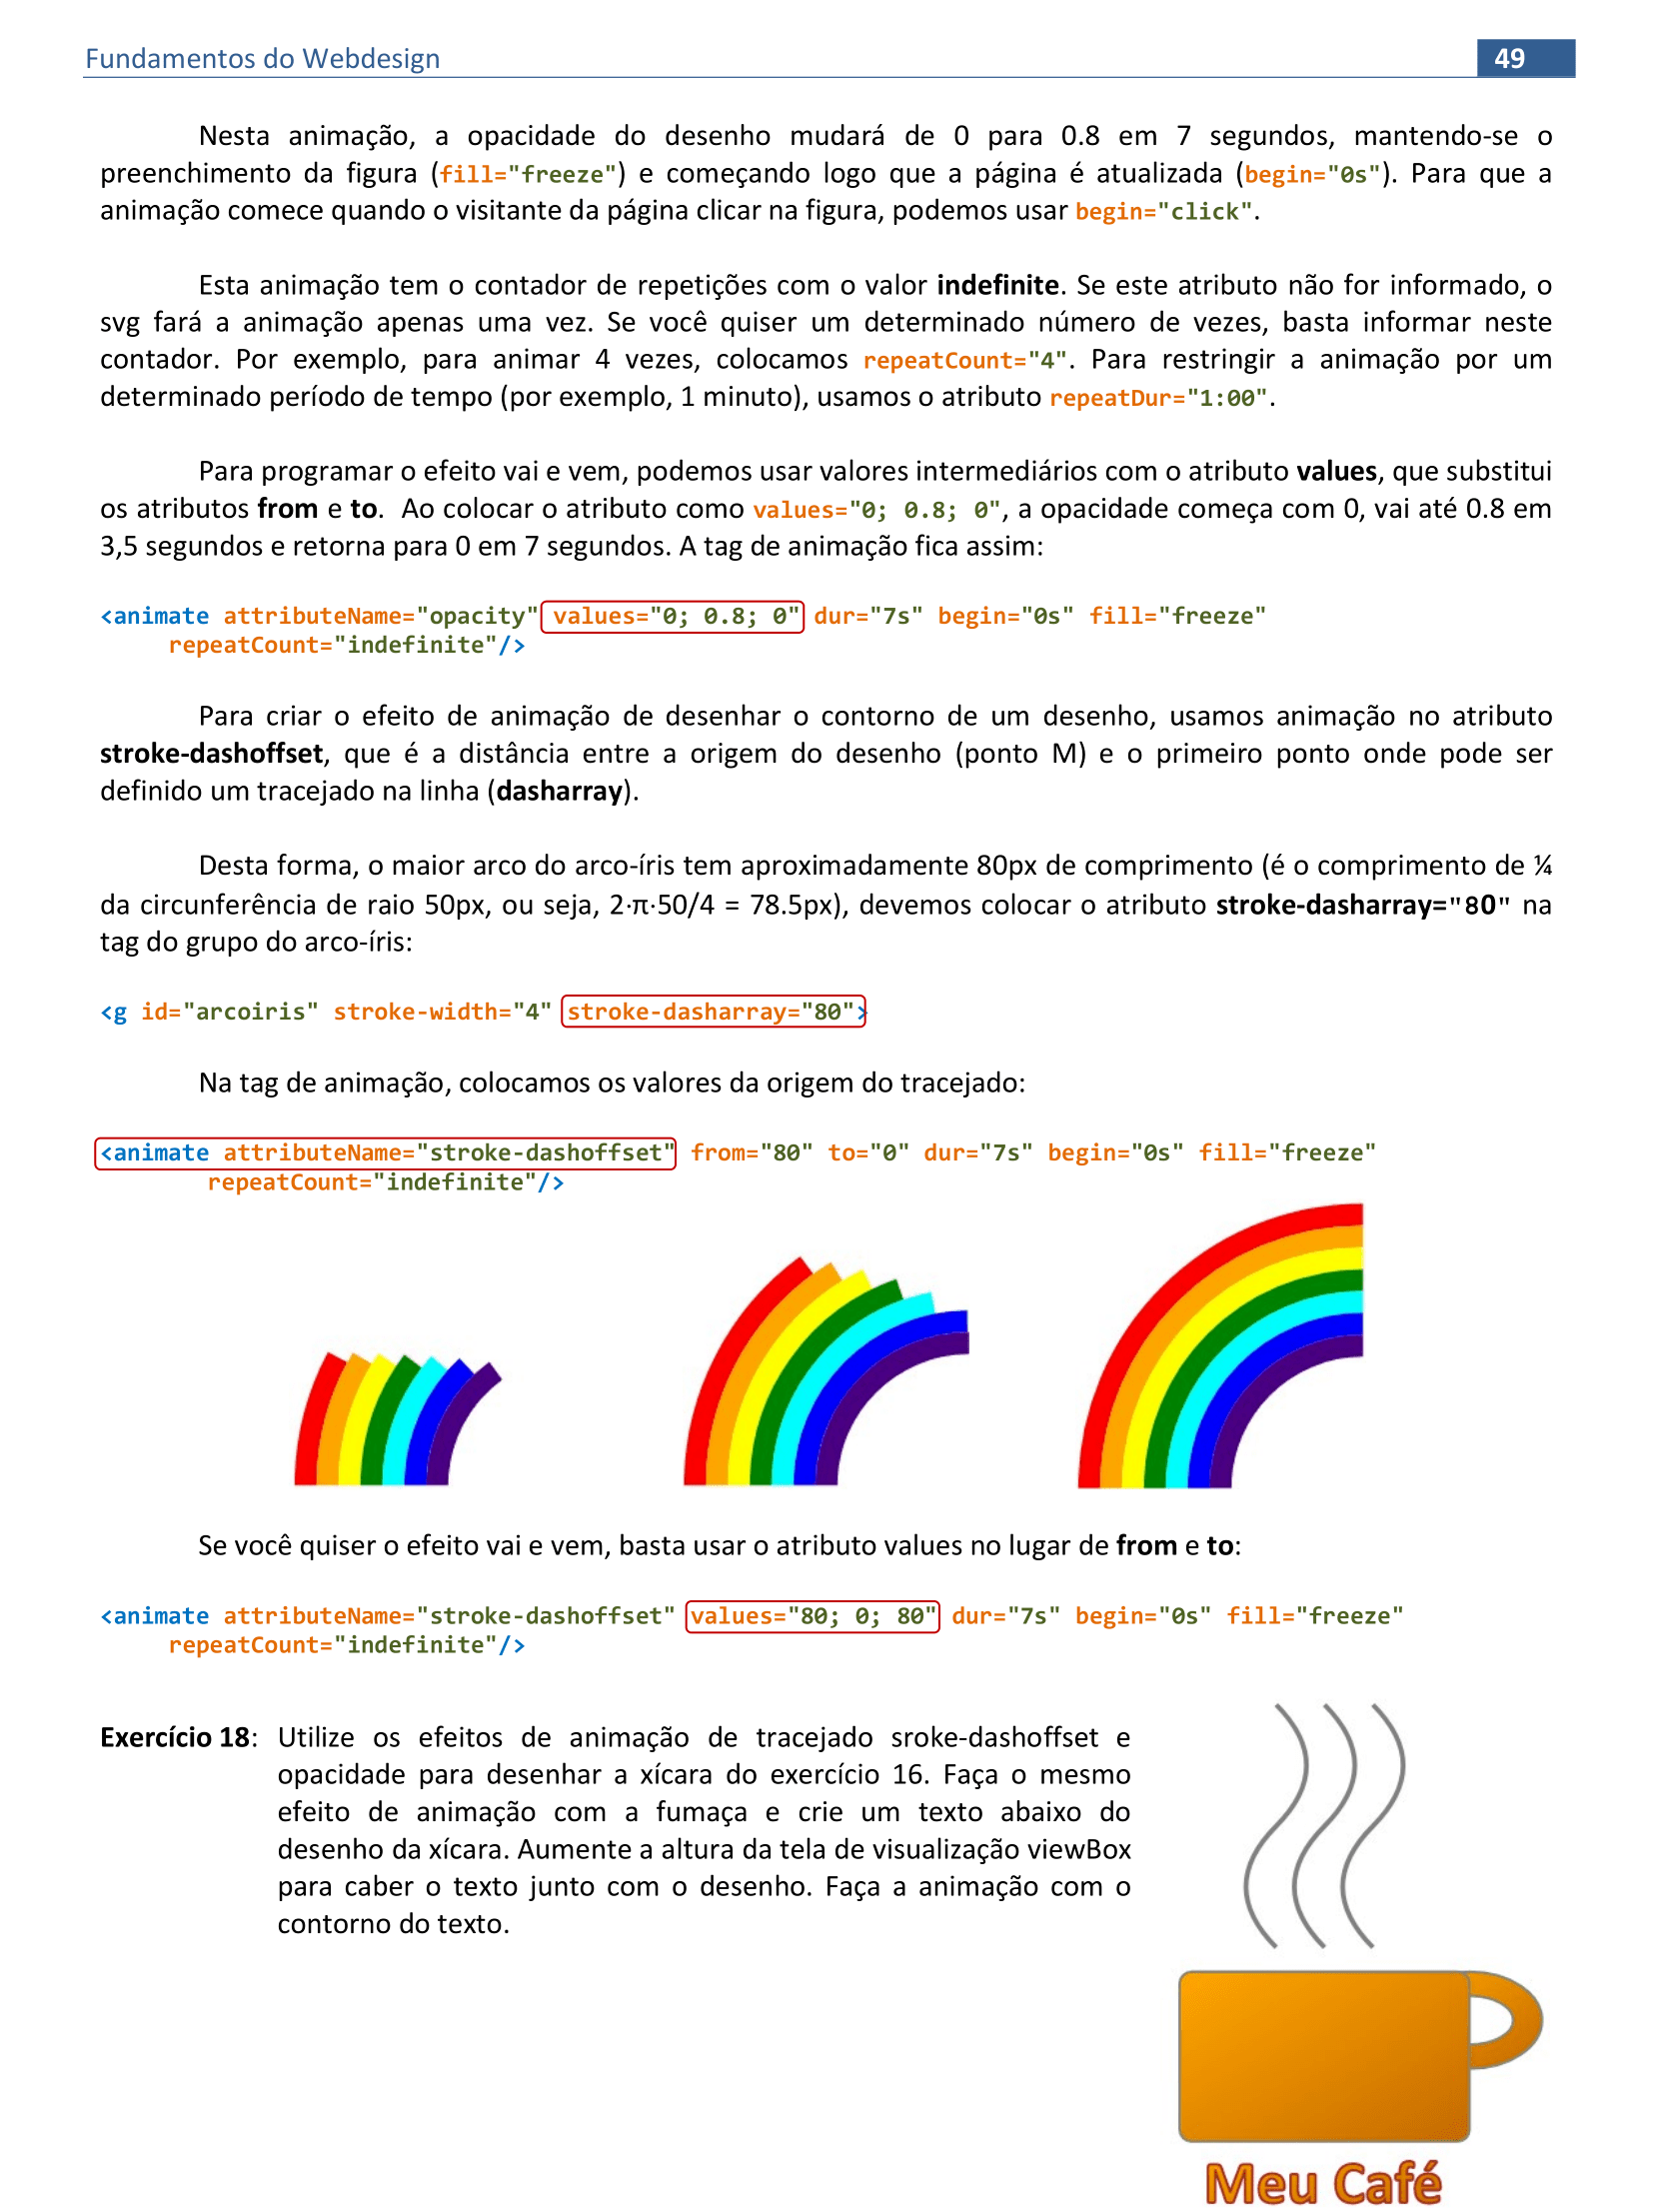 Fundamentos do Webdesign 49
Nesta animação, a opacidade do desenho mudará de 0 para 0.8 em 7 segundos, mantendo-se o
preenchimento da figura (fill="freeze") e começando logo que a página é atualizada (begin="0s"). Para que a
animação comece quando o visitante da página clicar na figura, podemos usar begin="click".
Esta animação tem o contador de repetições com o valor indefinite. Se este atributo não for informado, o
svg fará a animação apenas uma vez. Se você quiser um determinado número de vezes, basta informar neste
contador. Por exemplo, para animar 4 vezes, colocamos repeatCount="4". Para restringir a animação por um
determinado período de tempo (por exemplo, 1 minuto), usamos o atributo repeatDur="1:00".
Para programar o efeito vai e vem, podemos usar valores intermediários com o atributo values, que substitui
os atributos from e to. Ao colocar o atributo como values="0; 0.8; 0", a opacidade começa com 0, vai até 0.8 em
3,5 segundos e retorna para 0 em 7 segundos. A tag de animação fica assim:
<animate attributeName="opacity" values="0; 0.8; 0" dur="7s" begin="0s" fill="freeze"
repeatCount="indefinite"/>
Para criar o efeito de animação de desenhar o contorno de um desenho, usamos animação no atributo
stroke-dashoffset, que é a distância entre a origem do desenho (ponto M) e o primeiro ponto onde pode ser
definido um tracejado na linha (dasharray).
Desta forma, o maior arco do arco-íris tem aproximadamente 80px de comprimento (é o comprimento de ¼
da circunferência de raio 50px, ou seja, 2·π·50/4 = 78.5px), devemos colocar o atributo stroke-dasharray="80" na
tag do grupo do arco-íris:
<g id="arcoiris" stroke-width="4" stroke-dasharray="80">
Na tag de animação, colocamos os valores da origem do tracejado:
<animate attributeName="stroke-dashoffset" from="80" to="0" dur="7s" begin="0s" fill="freeze"
repeatCount="indefinite"/>
Se você quiser o efeito vai e vem, basta usar o atributo values no lugar de from e to:
<animate attributeName="stroke-dashoffset" values="80; 0; 80" dur="7s" begin="0s" fill="freeze"
repeatCount="indefinite"/>
Exercício 18: Utilize os efeitos de animação de tracejado sroke-dashoffset e
opacidade para desenhar a xícara do exercício 16. Faça o mesmo
efeito de animação com a fumaça e crie um texto abaixo do
desenho da xícara. Aumente a altura da tela de visualização viewBox
para caber o texto junto com o desenho. Faça a animação com o
contorno do texto.
Meu Café